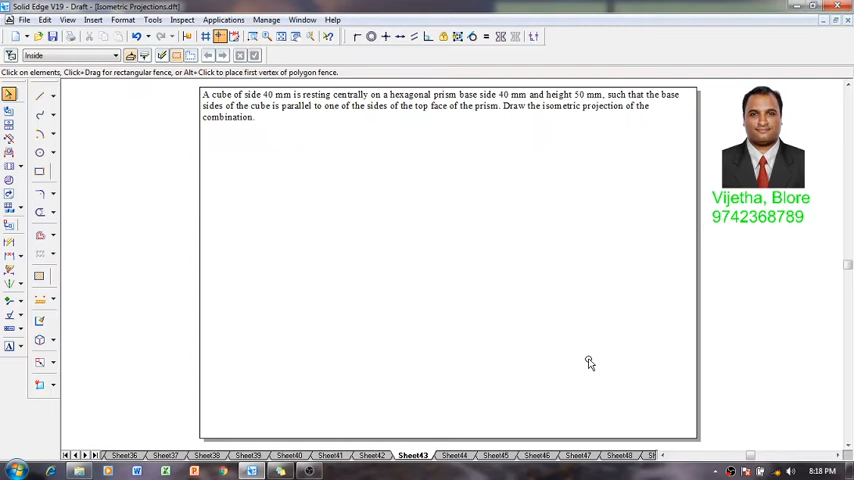 Solid Edge V19 - Draft - [Isometric Projections.dft]
File Edit View Insert Format Tools Inspect Applications Manage Window Help
Inside
Click on elements, Click+Drag for rectangular fence, or Alt+Click to place first vertex of polygon fence.
A cube of side 40 mm is resting centrally on a hexagonal prism base side 40 mm and height 50 mm, such that the base
sides of the cube is parallel to one of the sides of the top face of the prism. Draw the isometric projection of the
combination.
Vijetha, Blore
9742368789
Sheet36 Sheet37 Sheet38 Sheet39 Sheet40 Sheet41 Sheet42 Sheet43 Sheet44 Sheet45 Sheet46 Sheet47 Sheet48 Sh
8:18 PM